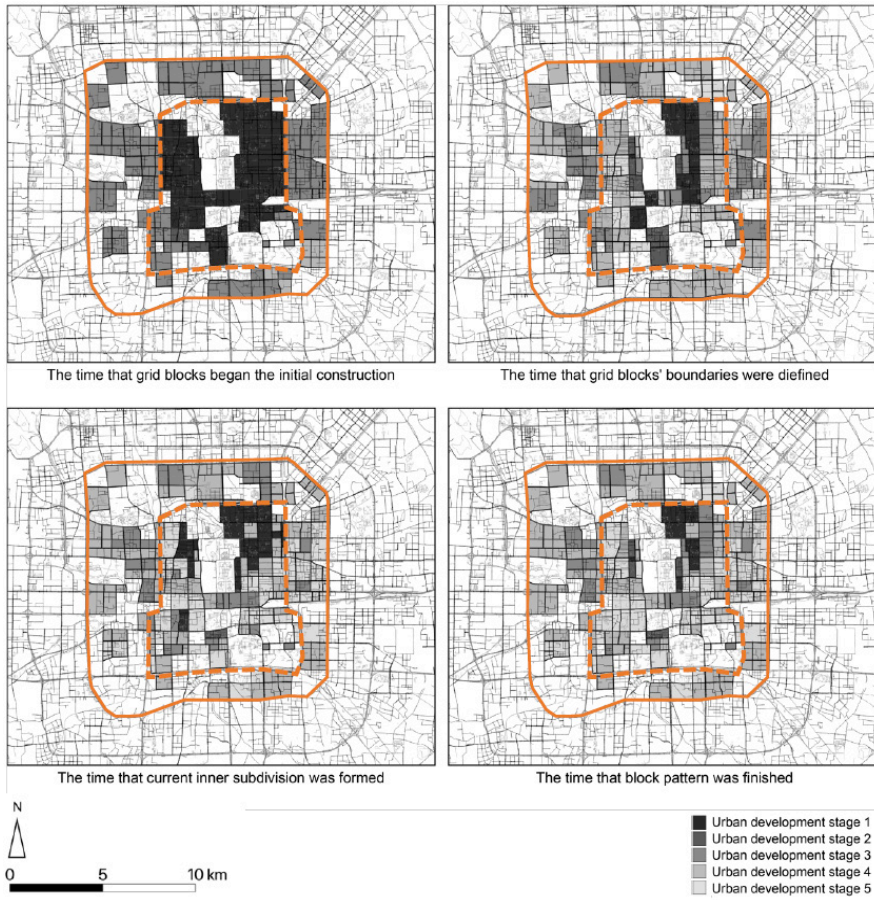 The time that grid blocks began the initial construction
The time that grid blocks' boundaries were diefined
The time that current inner subdivision was formed
The time that block pattern was finished
N
0 5 10 km
Urban development stage 1
Urban development stage 2
Urban development stage 3
Urban development stage 4
Urban development stage 5